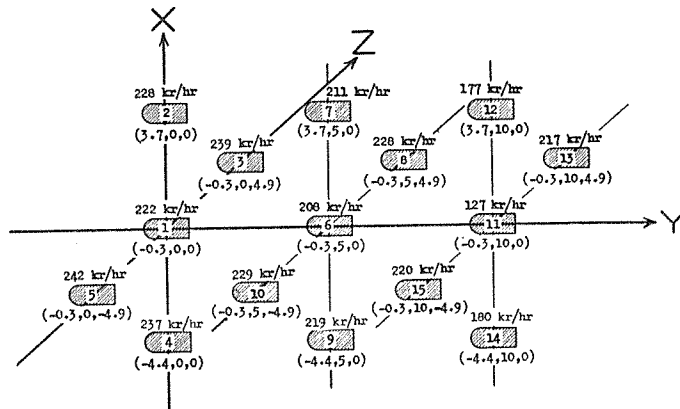 X
Z
228 kr/hr
2
(3.7,0,0)
211 kr/hr
7
(3.7,5,0)
177 kr/hr
12
(3.7,10,0)
239 kr/hr
3
(-0.3,0,4.9)
228 kr/hr
8
(-0.3,5,4.9)
217 kr/hr
13
(-0.3,10,4.9)
222 kr/hr
1
(-0.3,0,0)
208 kr/hr
6
(-0.3,5,0)
127 kr/hr
11
(-0.3,10,0)
Y
242 kr/hr
5
(-0.3,0,-4.9)
229 kr/hr
10
(-0.3,5,-4.9)
220 kr/hr
15
(-0.3,10,-4.9)
237 kr/hr
4
(-4.4,0,0)
219 kr/hr
9
(-4.4,5,0)
180 kr/hr
14
(-4.4,10,0)